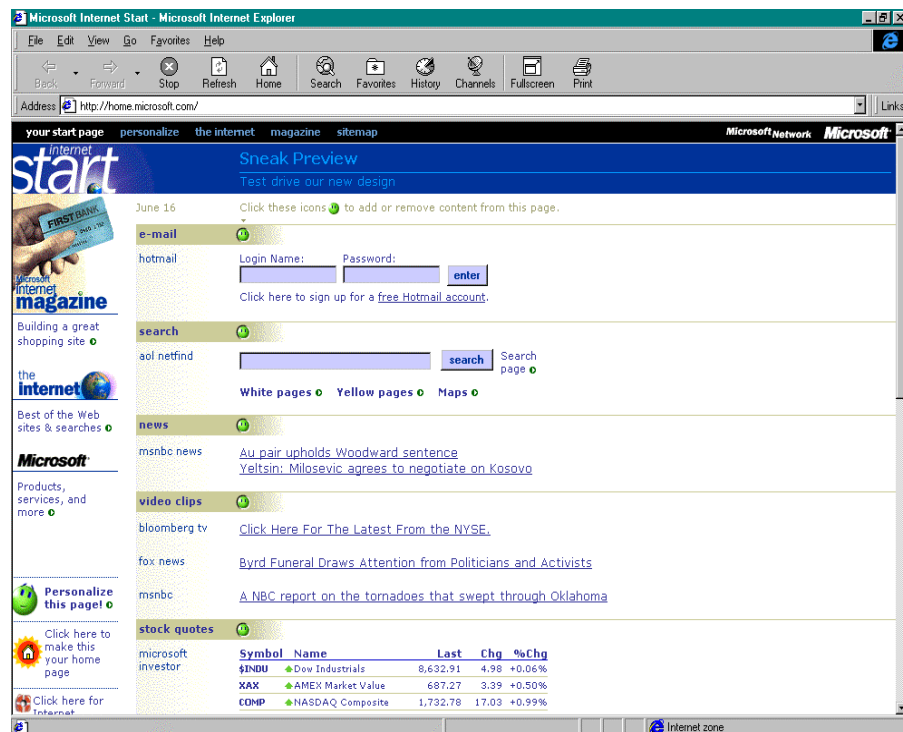 Microsoft Internet Start - Microsoft Internet Explorer
File Edit View Go Favorites Help
Back Forward Stop Refresh Home Search Favorites History Channels Fullscreen Print
Address http://home.microsoft.com/ Links
your start page personalize the internet magazine sitemap Microsoft Network Microsoft
internet
start
Sneak Preview
Test drive our new design
June 16 Click these icons to add or remove content from this page.
FIRST BANK
Microsoft
Internet
magazine
Building a great
shopping site
the
internet
Best of the Web
sites & searches
Microsoft
Products,
services, and
more
Personalize
this page!
Click here to
make this
your home
page
Click here for
Internet
e-mail
hotmail Login Name: Password:
enter
Click here to sign up for a free Hotmail account.
search
aol netfind search Search
page
White pages Yellow pages Maps
news
msnbc news Au pair upholds Woodward sentence
Yeltsin: Milosevic agrees to negotiate on Kosovo
video clips
bloomberg tv Click Here For The Latest From the NYSE.
fox news Byrd Funeral Draws Attention from Politicians and Activists
msnbc A NBC report on the tornadoes that swept through Oklahoma
stock quotes
microsoft
investor
Symbol Name Last Chg %Chg
$INDU Dow Industrials 8,632.91 4.98 +0.06%
XAX AMEX Market Value 687.27 3.39 +0.50%
COMP NASDAQ Composite 1,732.78 17.03 +0.99%
Internet zone